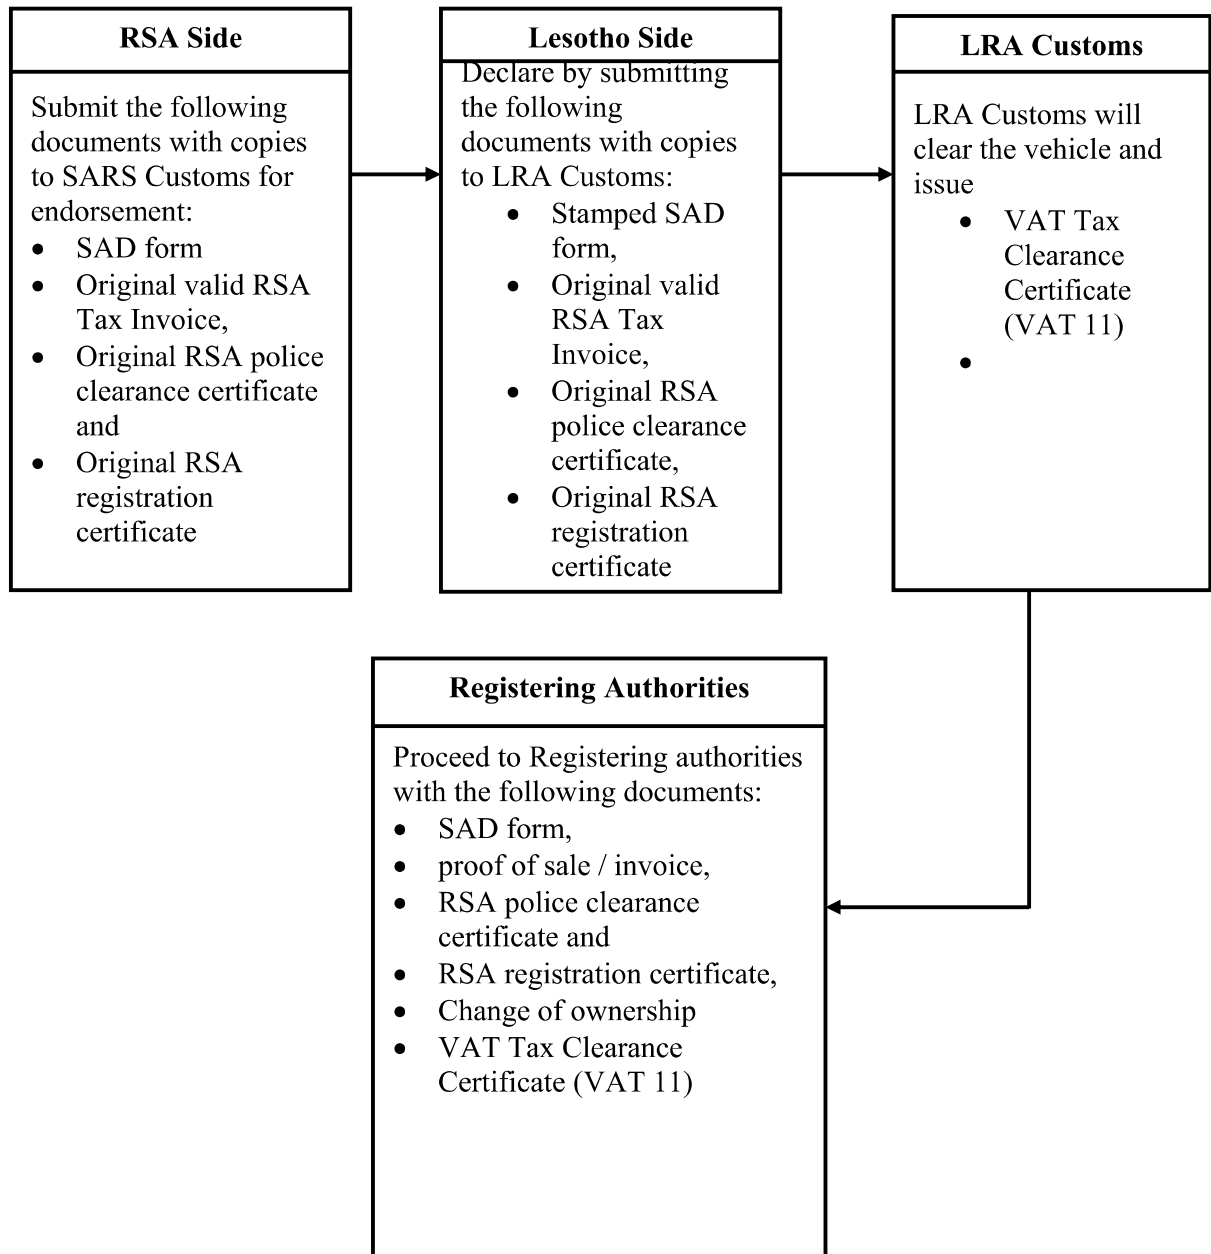 RSA Side
Submit the following
documents with copies
to SARS Customs for
endorsement:
• SAD form
• Original valid RSA
Tax Invoice,
• Original RSA police
clearance certificate
and
• Original RSA
registration
certificate
Lesotho Side
Declare by submitting
the following
documents with copies
to LRA Customs:
• Stamped SAD
form,
• Original valid
RSA Tax
Invoice,
• Original RSA
police clearance
certificate,
• Original RSA
registration
certificate
LRA Customs
LRA Customs will
clear the vehicle and
issue
• VAT Tax
Clearance
Certificate
(VAT 11)
•
Registering Authorities
Proceed to Registering authorities
with the following documents:
• SAD form,
• proof of sale / invoice,
• RSA police clearance
certificate and
• RSA registration certificate,
• Change of ownership
• VAT Tax Clearance
Certificate (VAT 11)